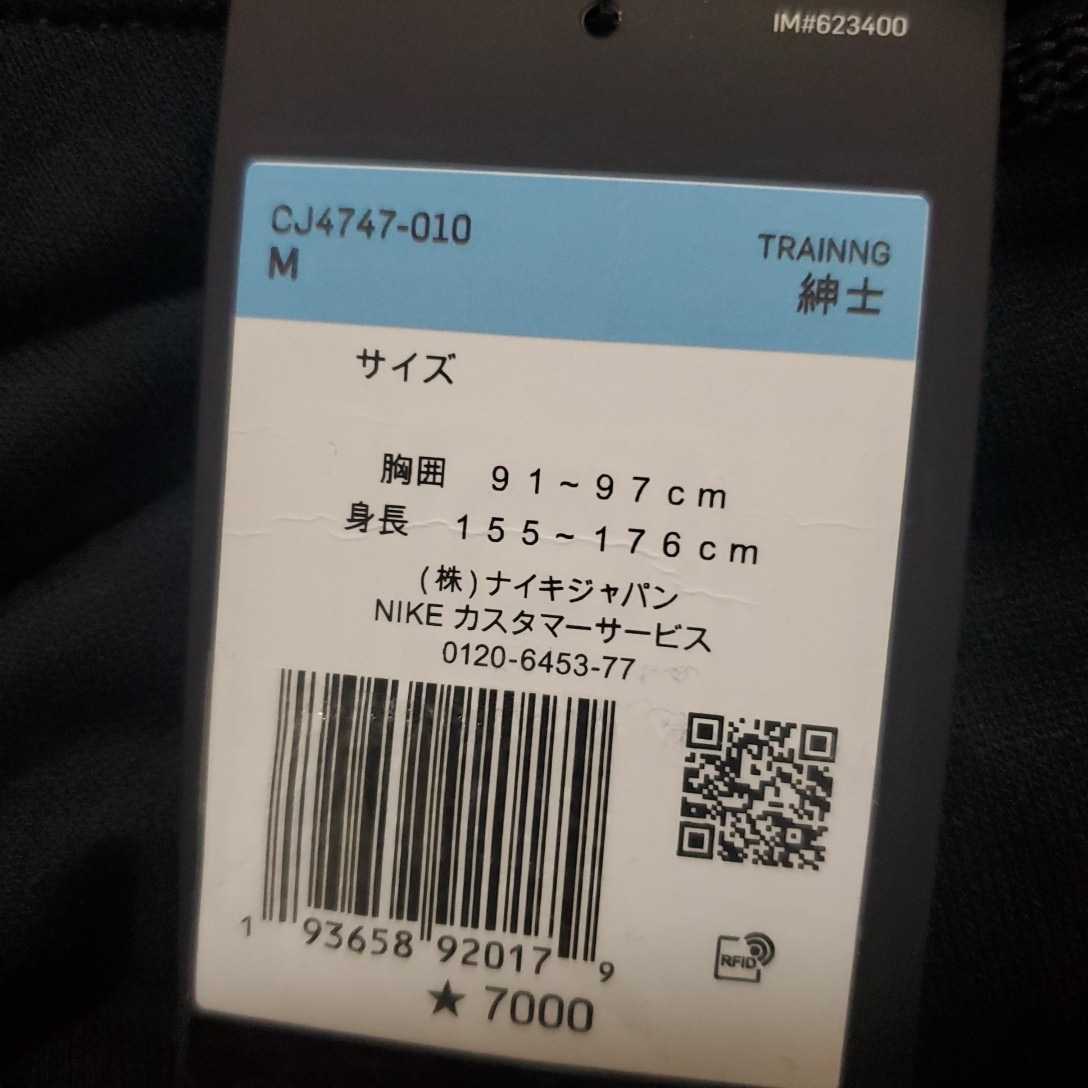 IM#623400
CJ4747-010
M
TRAINNG
紳士
サイズ
胸囲 91~97cm
身長 155~176cm
(株)ナイキジャパン
NIKE カスタマーサービス
0120-6453-77
1 93658 92017 9
★ 7000
RFID